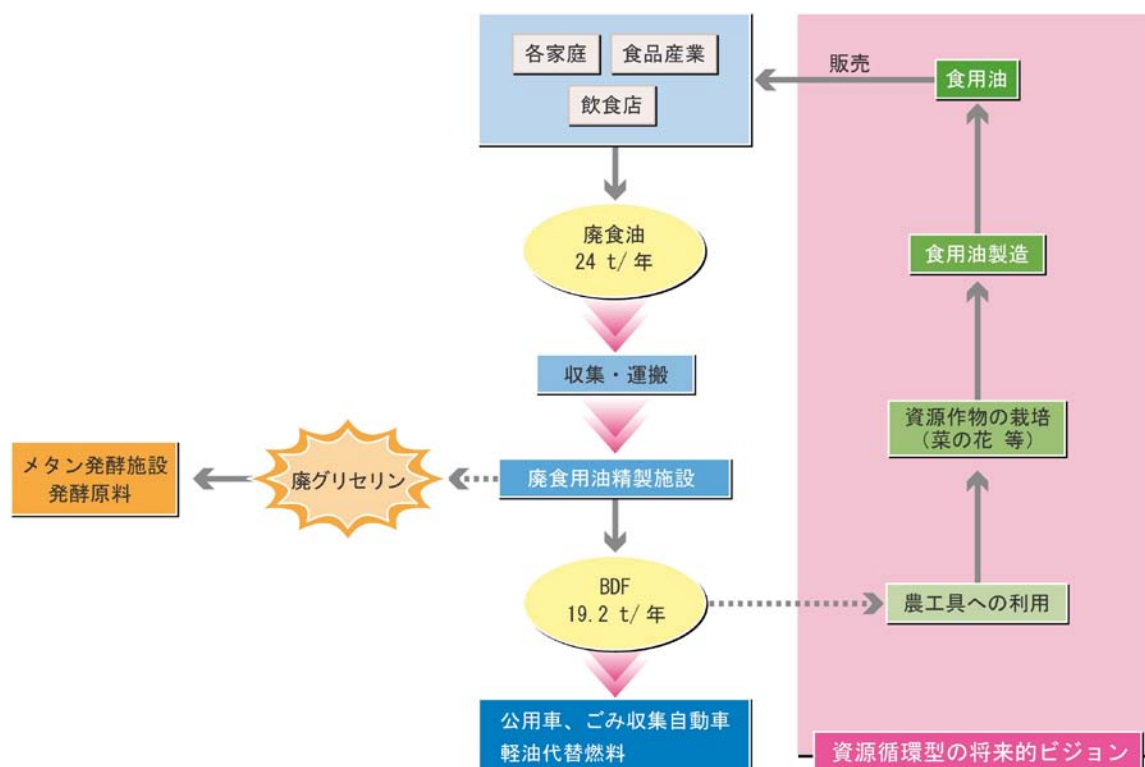 各家庭
食品産業
飲食店
販売
食用油
廃食油
24 t/年
食用油製造
収集・運搬
資源作物の栽培
(菜の花 等)
メタン発酵施設
発酵原料
廃グリセリン
廃食用油精製施設
BDF
19.2 t/年
農工具への利用
公用車、ごみ収集自動車
軽油代替燃料
資源循環型の将来的ビジョン